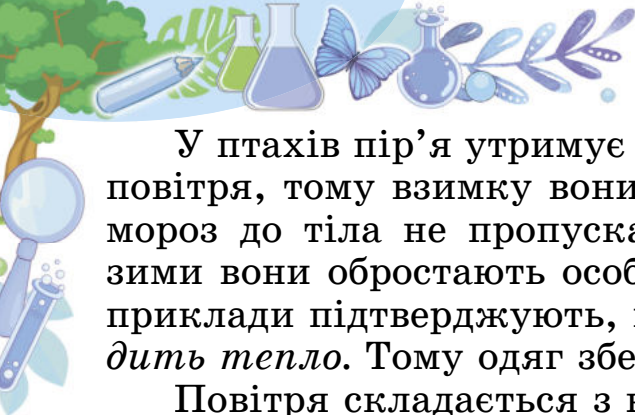 У птахів пір’я утримує
повітря, тому взимку вони
мороз до тіла не пропуска
зими вони обростають особ
приклади підтверджують,
дить тепло. Тому одяг збе
Повітря складається з